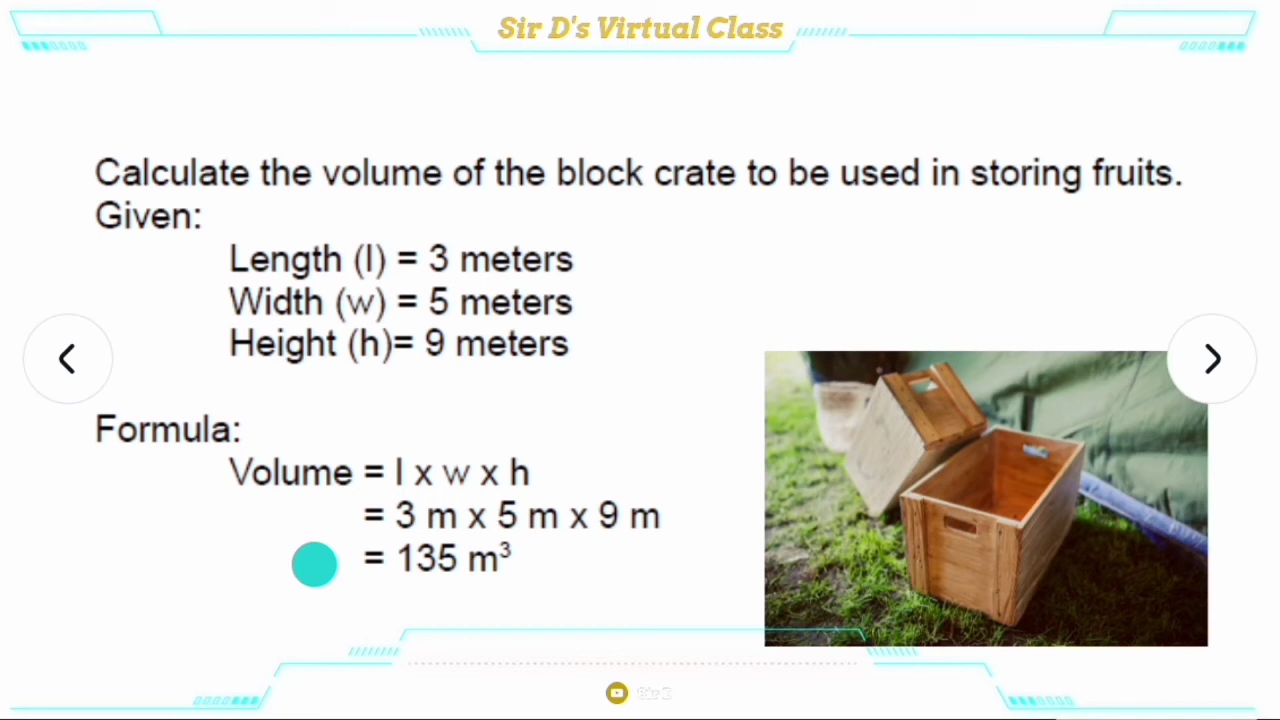 Sir D's Virtual Class
Calculate the volume of the block crate to be used in storing fruits.
Given:
Length (l) = 3 meters
Width (w) = 5 meters
Height (h)= 9 meters
Formula:
Volume = l x w x h
= 3 m x 5 m x 9 m
= 135 m³